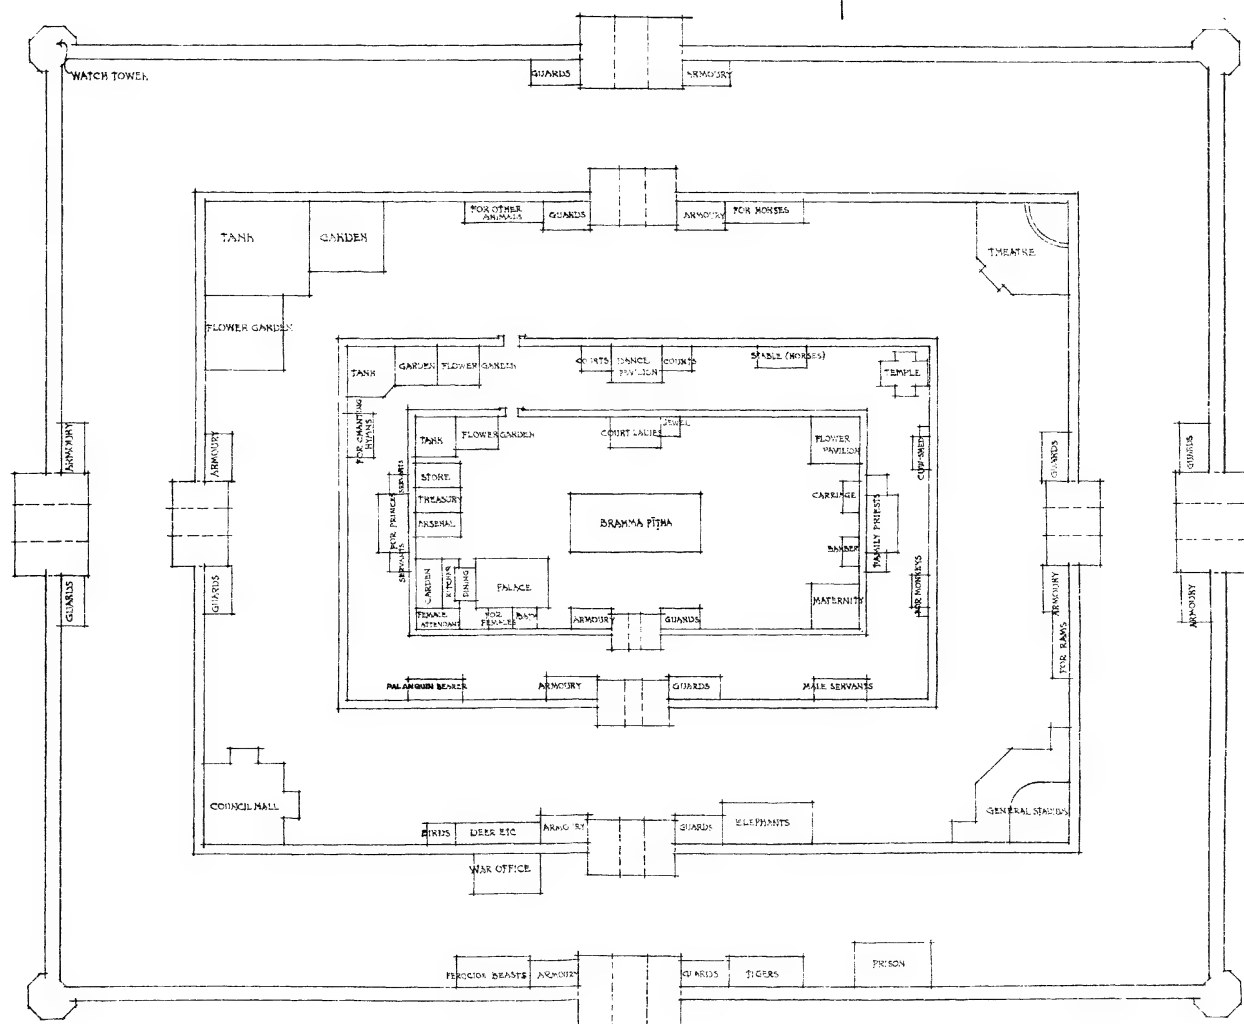 GUARDS
ARMOURY
WATCH TOWER
FOR OTHER
ANIMALS
GUARDS
ARMOURY
FOR HORSES
TANK
GARDEN
THEATRE
FLOWER GARDEN
TANK
GARDEN
FLOWER GARDEN
COURTS
DANCE
PAVILION
COURTS
STABLE (HORSES)
TEMPLE
FOR CHANTING
HYMNS
TANK
FLOWER GARDEN
COURT LADIES
JEWEL
FLOWER
PAVILION
ARMOURY
ARMOURY
COW-SHED
GUARDS
GUARDS
SERVANTS
STORE
TREASURY
ARSENAL
FOR PRINCES
SERVANTS
BRAHMA PĪTHA
CARRIAGE
BARBER
FAMILY PRIESTS
GUARDS
GUARDS
GARDEN
KITCHEN
DINING
PALACE
MATERNITY
FOR MONKEYS
ARMOURY
ARMOURY
FEMALE
ATTENDANT
FOR
FEMALES
BATH
ARMOURY
GUARDS
FOR RAMS
PALANQUIN BEARER
ARMOURY
GUARDS
MALE SERVANTS
COUNCIL HALL
GENERAL STABLES
BIRDS
DEER ETC
ARMOURY
GUARDS
ELEPHANTS
WAR OFFICE
FEROCIOUS BEASTS
ARMOURY
GUARDS
TIGERS
PRISON